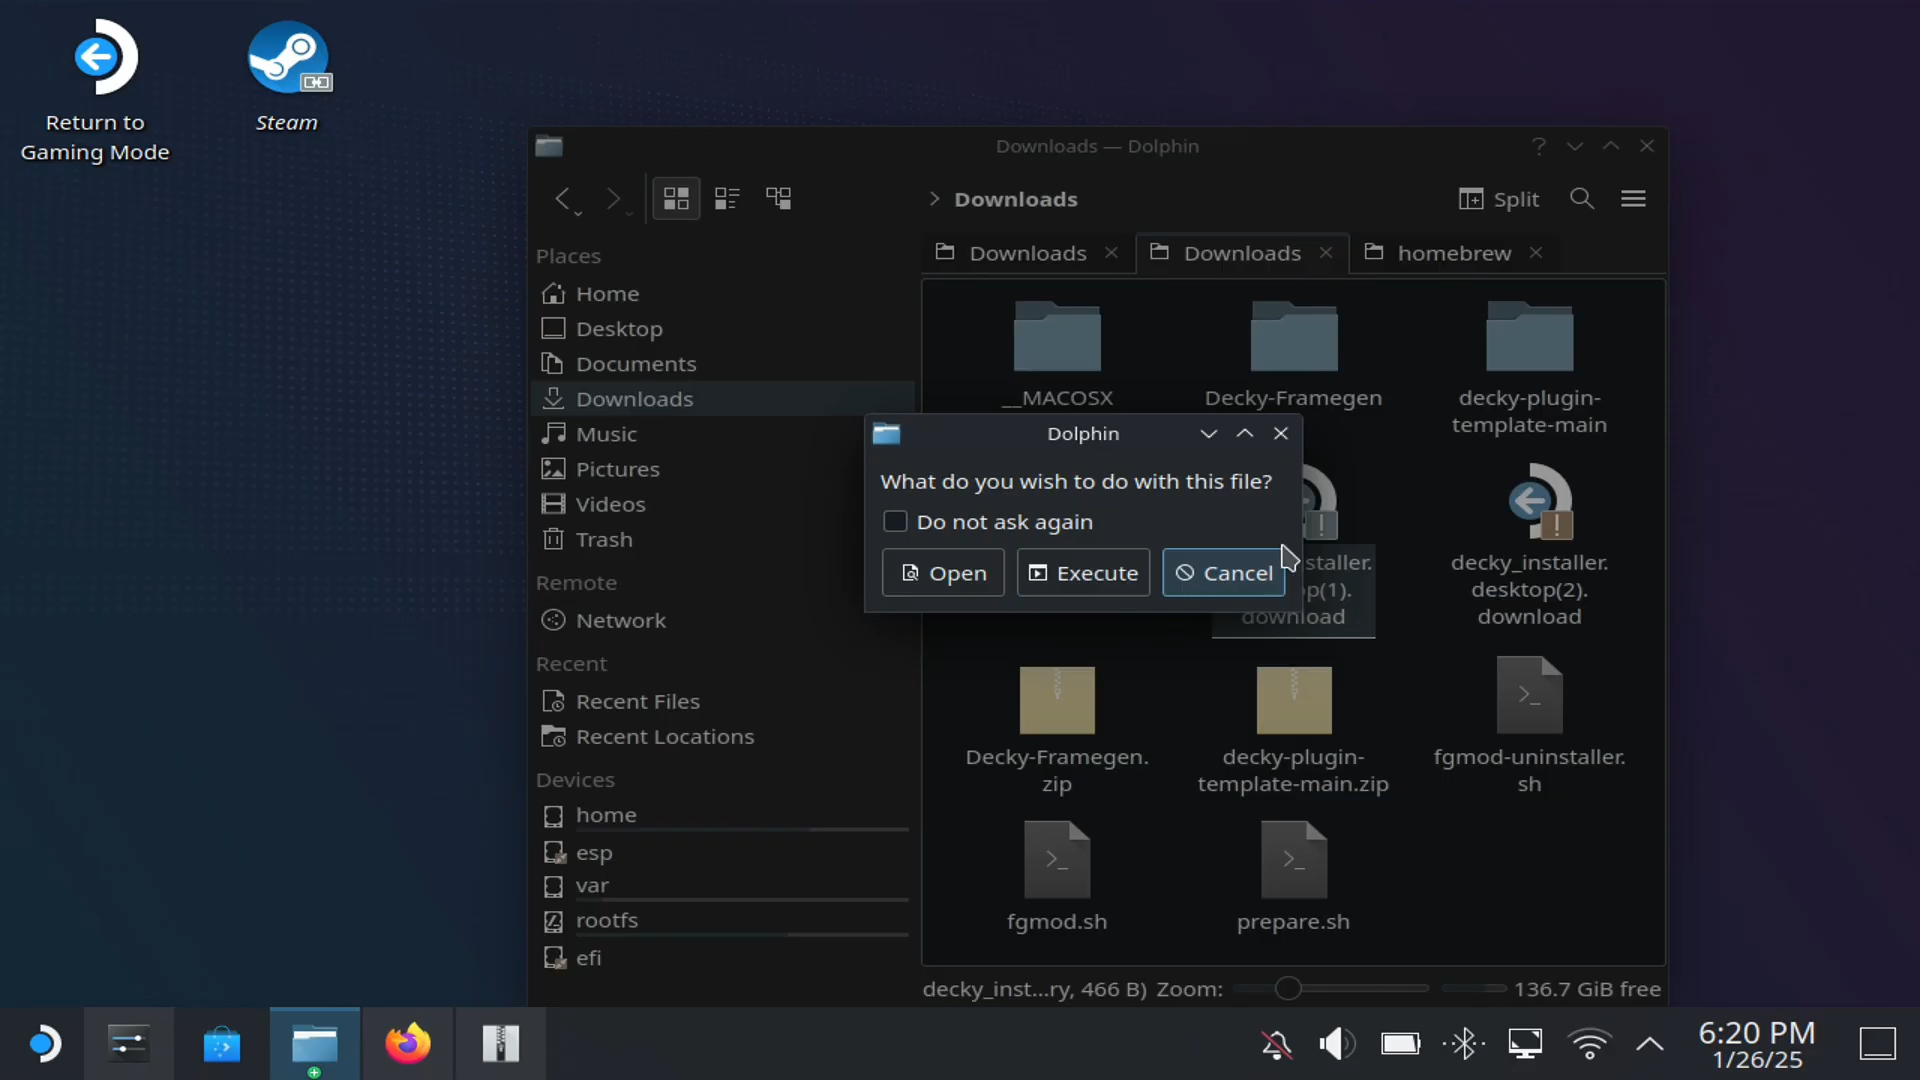 Return to
Gaming Mode
Steam
Downloads — Dolphin
Downloads
Split
Downloads
Downloads
homebrew
Places
Home
Desktop
Documents
Downloads
Music
Pictures
Videos
Trash
Remote
Network
Recent
Recent Files
Recent Locations
Devices
home
esp
var
rootfs
efi
__MACOSX
Decky-Framegen
decky-plugin-
template-main
Dolphin
What do you wish to do with this file?
Do not ask again
Open
Execute
Cancel
staller.
op(1).
download
decky_installer.
desktop(2).
download
Decky-Framegen.
zip
decky-plugin-
template-main.zip
fgmod-uninstaller.
sh
fgmod.sh
prepare.sh
decky_inst...ry, 466 B)
Zoom:
136.7 GiB free
6:20 PM
1/26/25